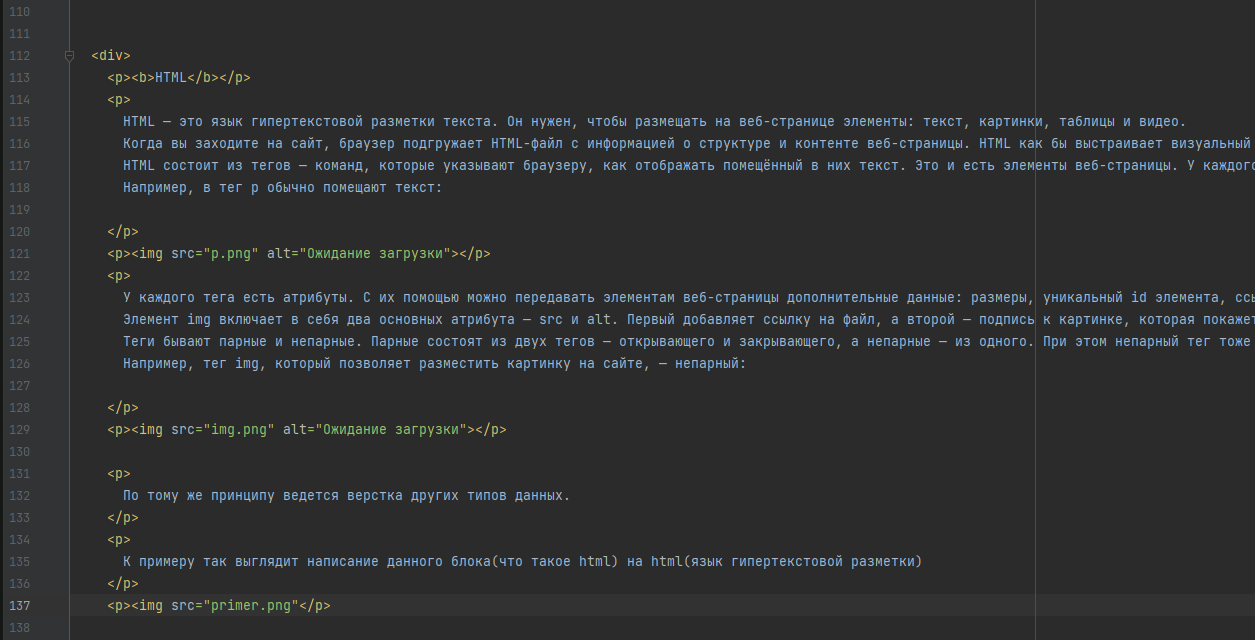 110
111
112 <div>
113 <p><b>HTML</b></p>
114 <p>
115 HTML — это язык гипертекстовой разметки текста. Он нужен, чтобы размещать на веб-странице элементы: текст, картинки, таблицы и видео.
116 Когда вы заходите на сайт, браузер подгружает HTML-файл с информацией о структуре и контенте веб-страницы. HTML как бы выстраивает визуальный
117 HTML состоит из тегов — команд, которые указывают браузеру, как отображать помещённый в них текст. Это и есть элементы веб-страницы. У каждого
118 Например, в тег p обычно помещают текст:
119
120 </p>
121 <p><img src="p.png" alt="Ожидание загрузки"></p>
122 <p>
123 У каждого тега есть атрибуты. С их помощью можно передавать элементам веб-страницы дополнительные данные: размеры, уникальный id элемента, ссы
124 Элемент img включает в себя два основных атрибута — src и alt. Первый добавляет ссылку на файл, а второй — подпись к картинке, которая покажет
125 Теги бывают парные и непарные. Парные состоят из двух тегов — открывающего и закрывающего, а непарные — из одного. При этом непарный тег тоже
126 Например, тег img, который позволяет разместить картинку на сайте, — непарный:
127
128 </p>
129 <p><img src="img.png" alt="Ожидание загрузки"></p>
130
131 <p>
132 По тому же принципу ведется верстка других типов данных.
133 </p>
134 <p>
135 К примеру так выглядит написание данного блока(что такое html) на html(язык гипертекстовой разметки)
136 </p>
137 <p><img src="primer.png"</p>
138